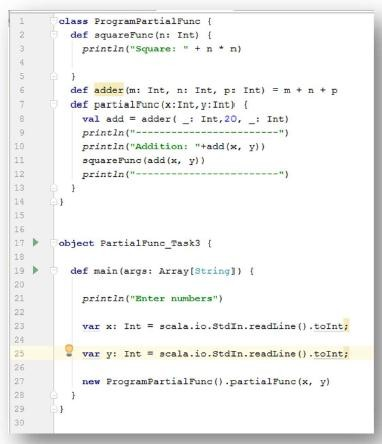 1 class ProgramPartialFunc {
2 def squareFunc(n: Int) {
3 println("Square: " + n * n)
4
5 }
6 def adder(m: Int, n: Int, p: Int) = m + n + p
7 def partialFunc(x:Int,y:Int) {
8 val add = adder( _: Int,20, _: Int)
9 println("-----------------------")
10 println("Addition: "+add(x, y))
11 squareFunc(add(x, y))
12 println("-----------------------")
13 }
14 }
15
16
17 object PartialFunc_Task3 {
18
19 def main(args: Array[String]) {
20
21 println("Enter numbers")
22
23 var x: Int = scala.io.StdIn.readLine().toInt;
24
25 var y: Int = scala.io.StdIn.readLine().toInt;
26
27 new ProgramPartialFunc().partialFunc(x, y)
28 }
29 }
30